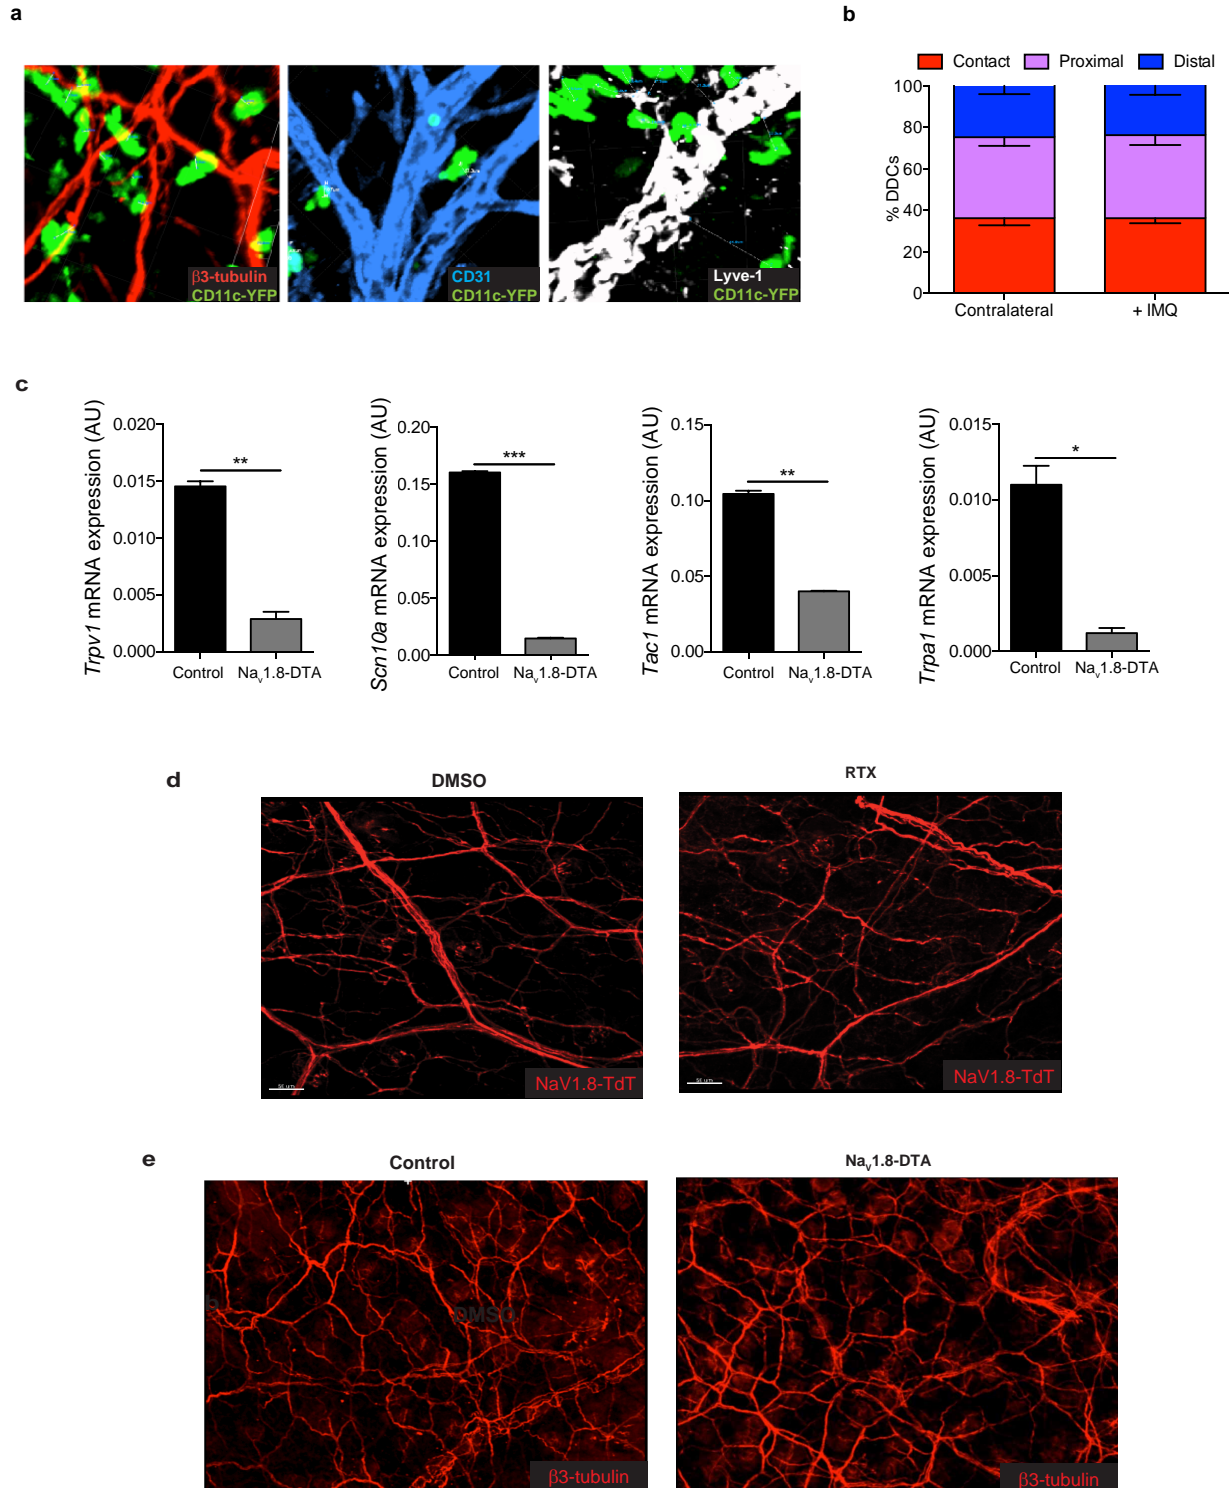 a
β3-tubulin
CD11c-YFP
CD31
CD11c-YFP
Lyve-1
CD11c-YFP
b
Contact Proximal Distal
% DDCs
100
80
60
40
20
0
Contralateral + IMQ
c
Trpv1 mRNA expression (AU)
0.020
0.015
0.010
0.005
0.000
**
Control Nav1.8-DTA
Scn10a mRNA expression (AU)
0.20
0.15
0.10
0.05
0.00
***
Control Nav1.8-DTA
Tac1 mRNA expression (AU)
0.15
0.10
0.05
0.00
**
Control Nav1.8-DTA
Trpa1 mRNA expression (AU)
0.015
0.010
0.005
0.000
*
Control Nav1.8-DTA
d
DMSO
NaV1.8-TdT
RTX
NaV1.8-TdT
e
Control
DMSO
β3-tubulin
Nav1.8-DTA
β3-tubulin